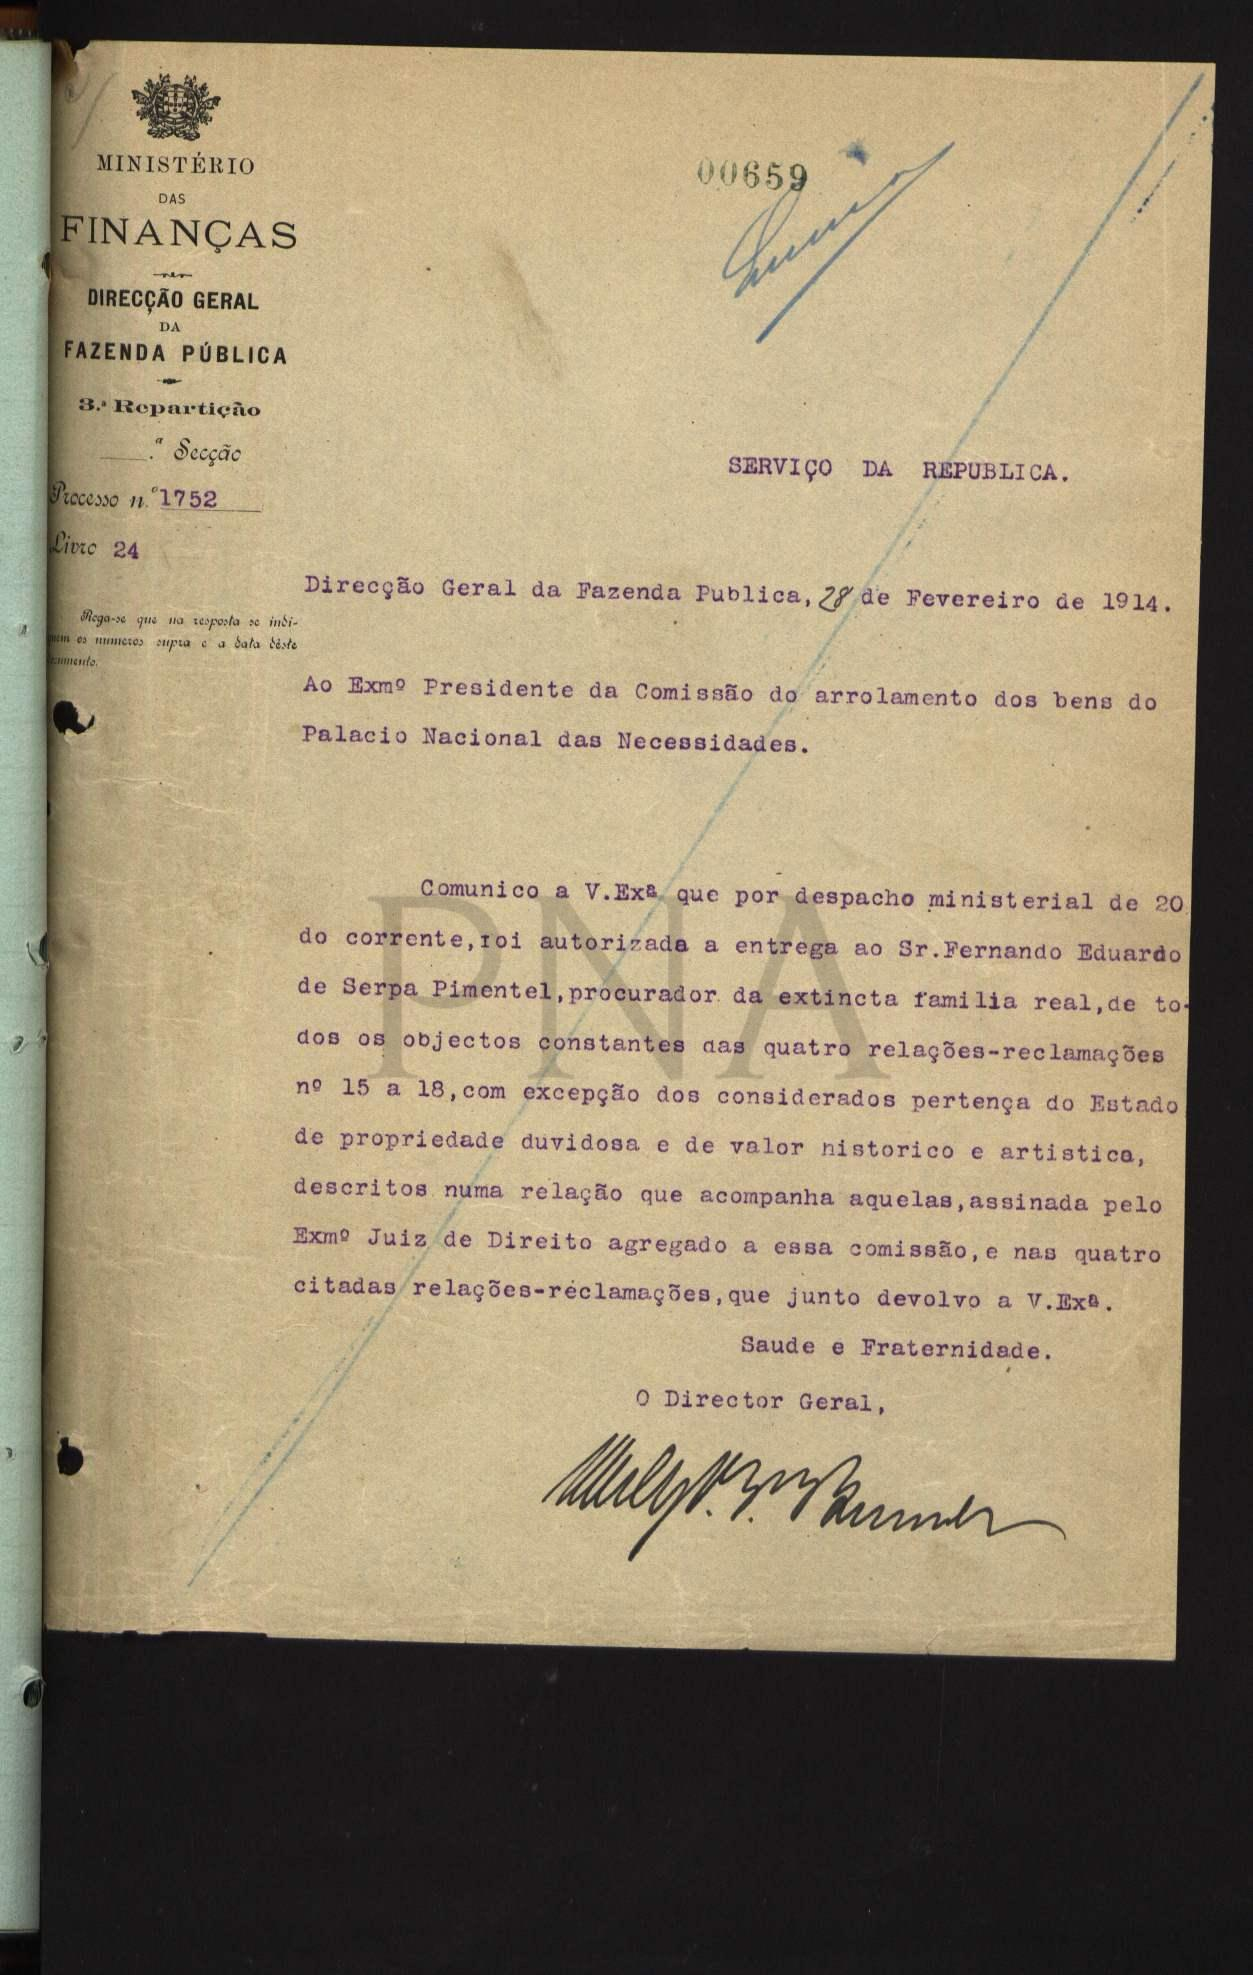 MINISTÉRIO
DAS
FINANÇAS
DIRECÇÃO GERAL
DA
FAZENDA PÚBLICA
3.ª Repartição
.ª Secção
Processo n.º 1752
Livro 24
Roga-se que na resposta se indi-
quem os numeros supra e a data dêste
documento.
00659
SERVIÇO DA REPUBLICA.
Direcção Geral da Fazenda Publica, 28 de Fevereiro de 1914.
Ao Exmº Presidente da Comissão do arrolamento dos bens do
Palacio Nacional das Necessidades.
Comunico a V.Exª que por despacho ministerial de 20
do corrente,foi autorizada a entrega ao Sr.Fernando Eduardo
de Serpa Pimentel,procurador da extincta familia real,de to-
dos os objectos constantes das quatro relações-reclamações
nº 15 a 18,com excepção dos considerados pertença do Estado
de propriedade duvidosa e de valor historico e artistico,
descritos numa relação que acompanha aquelas,assinada pelo
Exmº Juiz de Direito agregado a essa comissão,e nas quatro
citadas relações-reclamações,que junto devolvo a V.Exª.
Saude e Fraternidade.
O Director Geral,
PNA